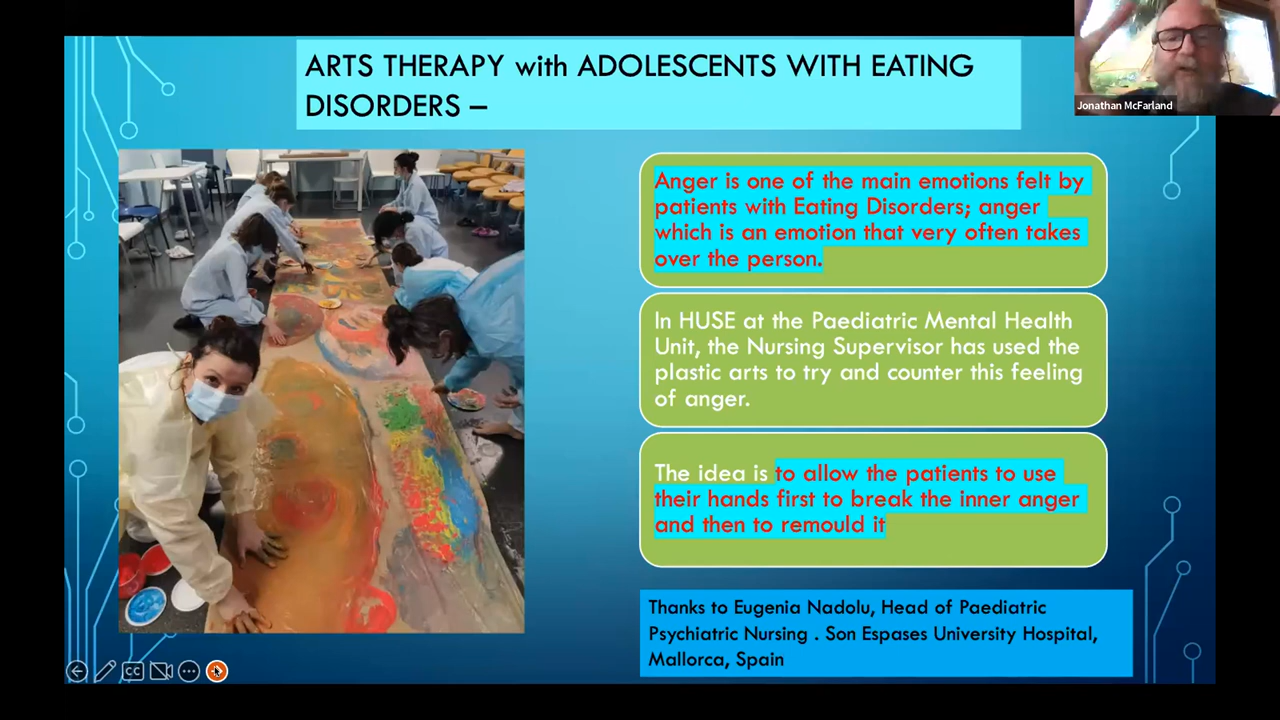 ARTS THERAPY with ADOLESCENTS WITH EATING
DISORDERS –
Jonathan McFarland
Anger is one of the main emotions felt by
patients with Eating Disorders; anger
which is an emotion that very often takes
over the person.
In HUSE at the Paediatric Mental Health
Unit, the Nursing Supervisor has used the
plastic arts to try and counter this feeling
of anger.
The idea is to allow the patients to use
their hands first to break the inner anger
and then to remould it
Thanks to Eugenia Nadolu, Head of Paediatric
Psychiatric Nursing . Son Espases University Hospital,
Mallorca, Spain
CC